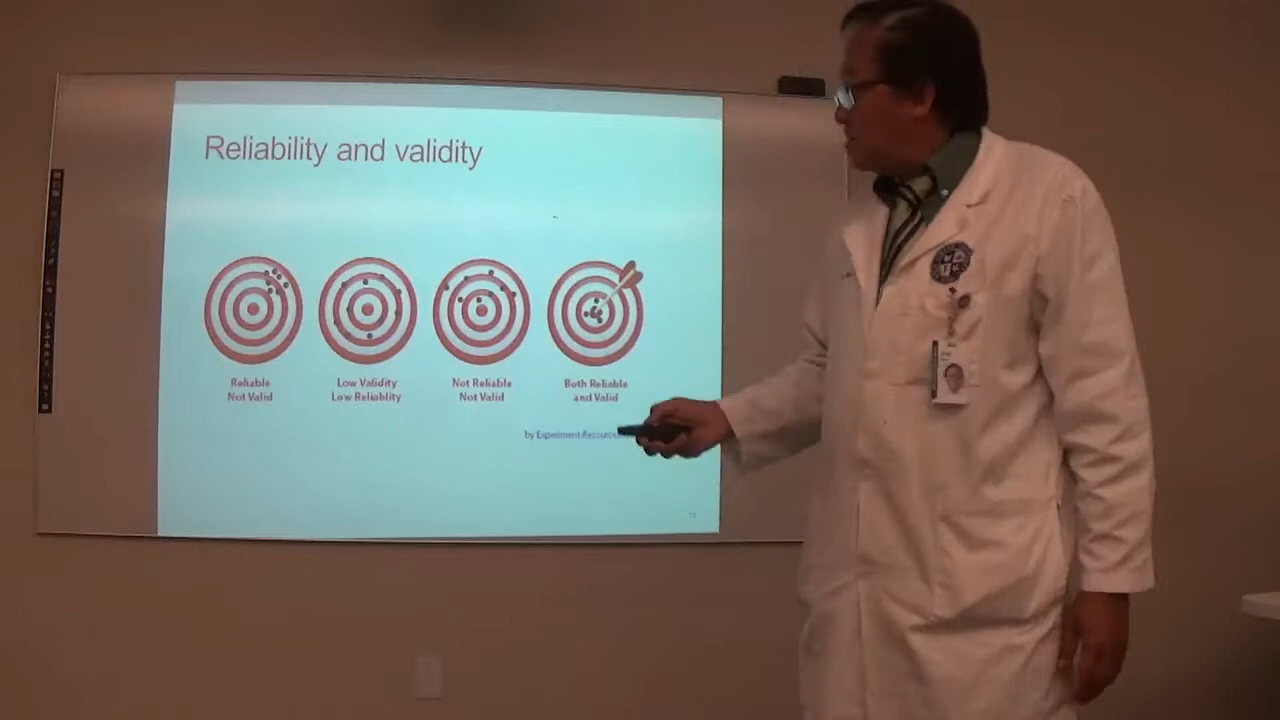 Reliability and validity
Reliable
Not Valid
Low Validity
Low Reliablity
Not Reliable
Not Valid
Both Reliable
and Valid
by Experiment-Resources